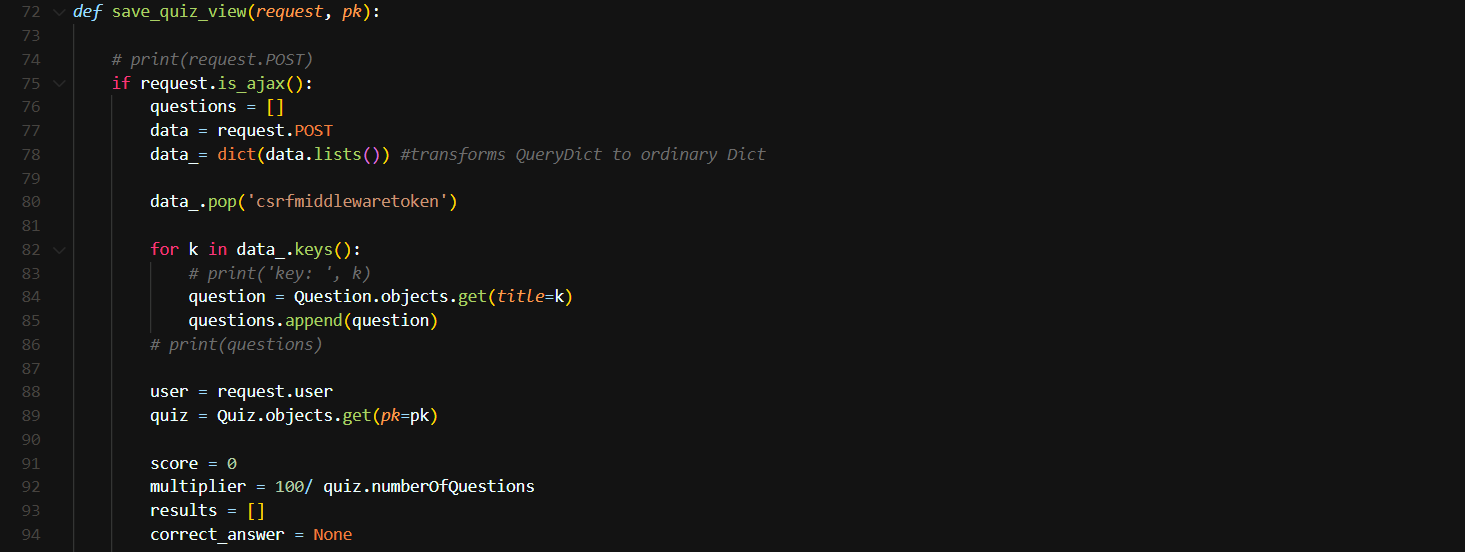 72 def save_quiz_view(request, pk):
73
74 # print(request.POST)
75 if request.is_ajax():
76 questions = []
77 data = request.POST
78 data_= dict(data.lists()) #transforms QueryDict to ordinary Dict
79
80 data_.pop('csrfmiddlewaretoken')
81
82 for k in data_.keys():
83 # print('key: ', k)
84 question = Question.objects.get(title=k)
85 questions.append(question)
86 # print(questions)
87
88 user = request.user
89 quiz = Quiz.objects.get(pk=pk)
90
91 score = 0
92 multiplier = 100/ quiz.numberOfQuestions
93 results = []
94 correct_answer = None